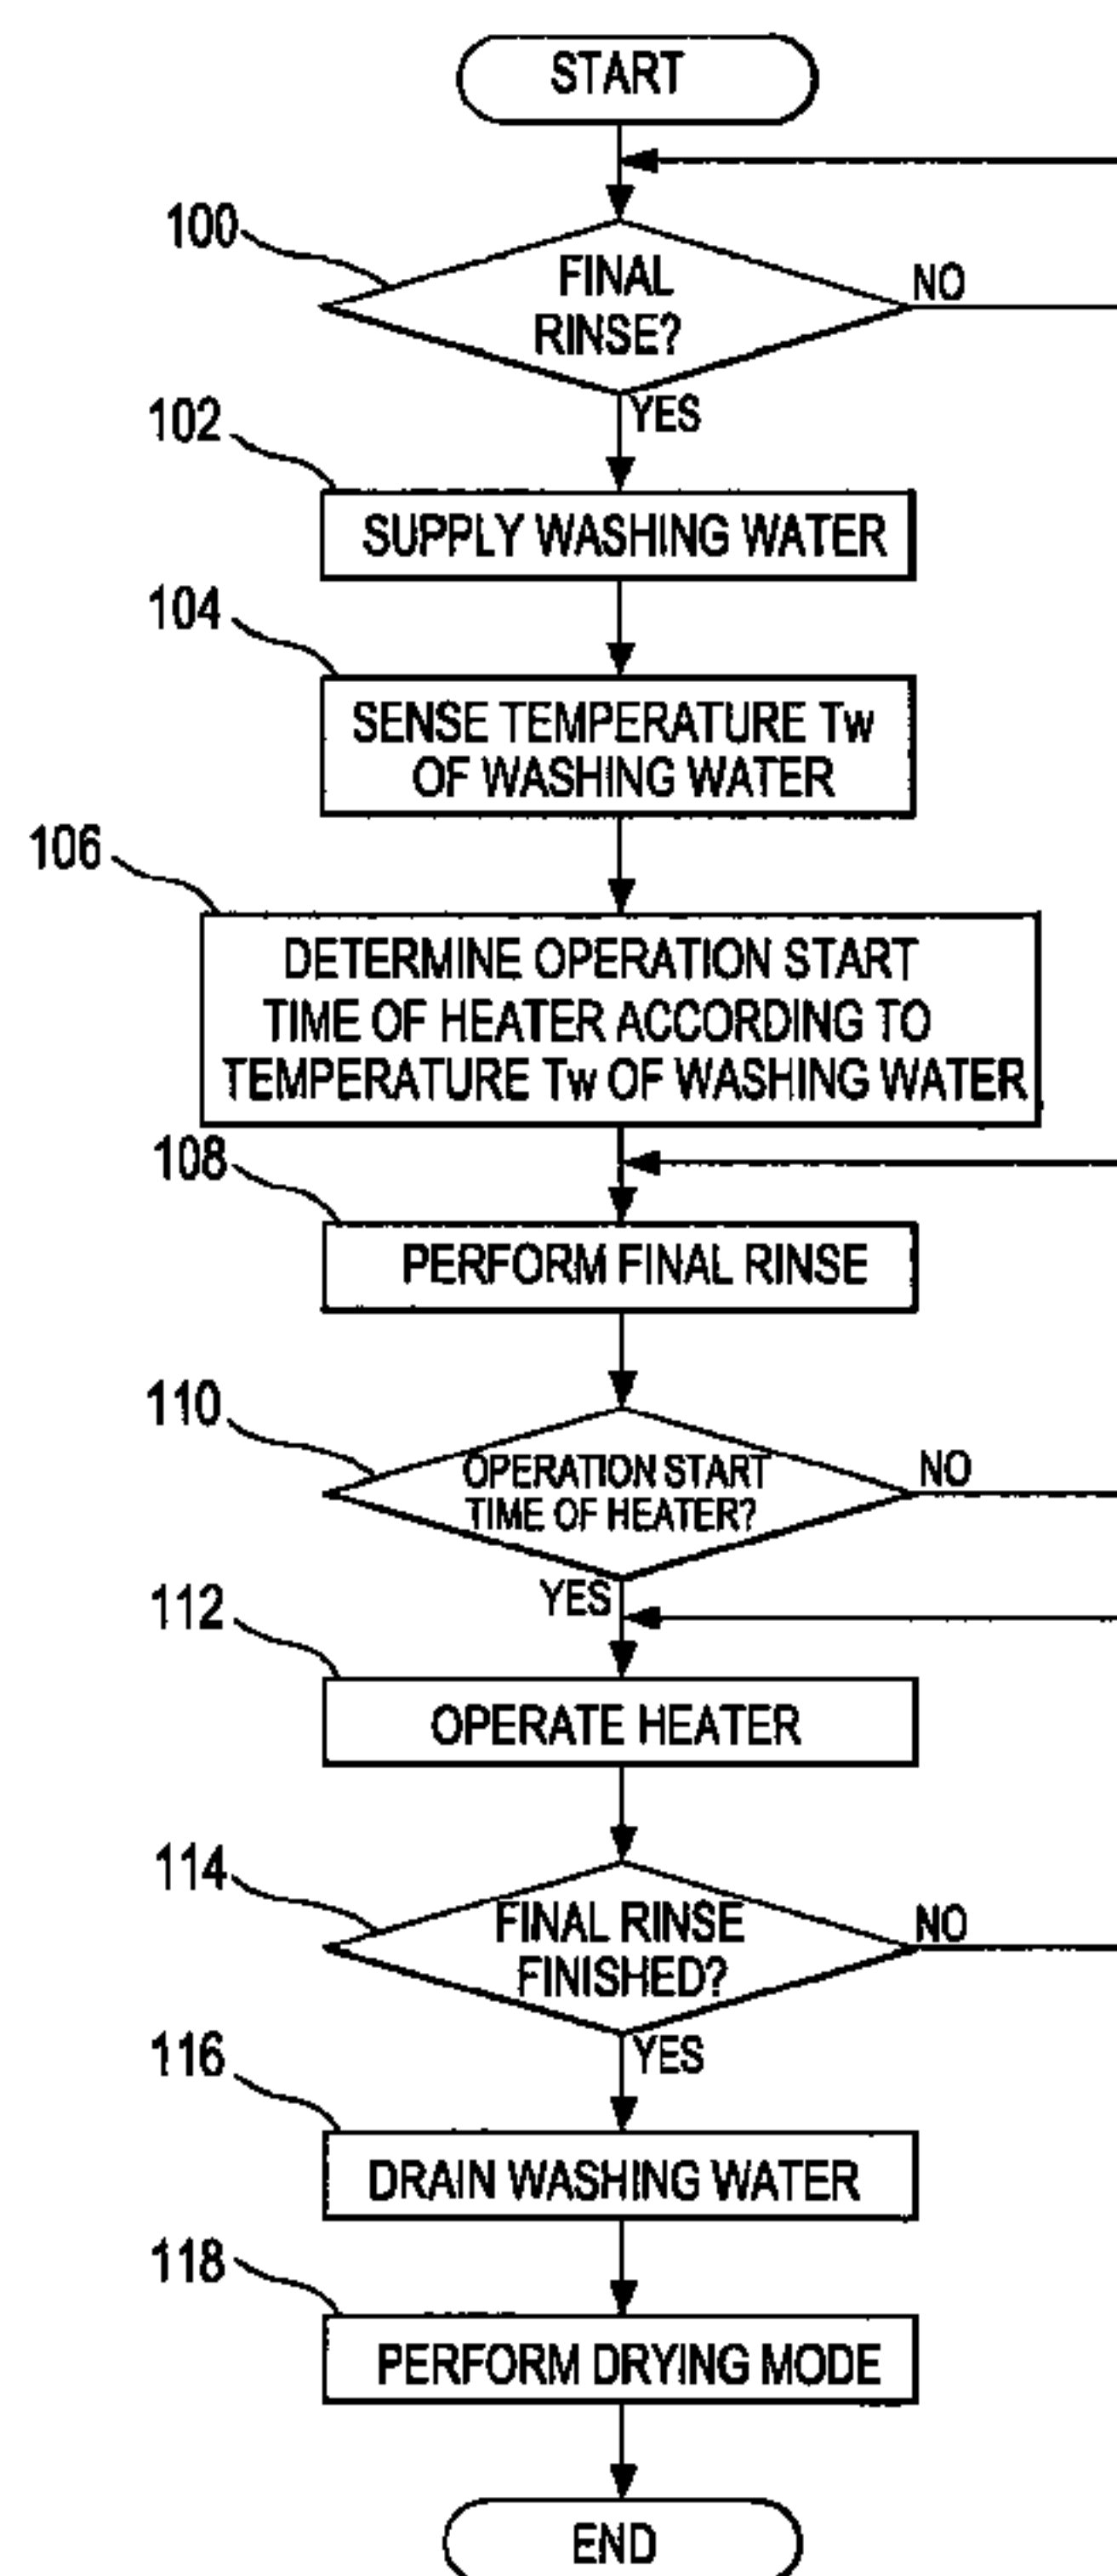 START
100
FINAL
RINSE?
NO
YES
102
SUPPLY WASHING WATER
104
SENSE TEMPERATURE Tw
OF WASHING WATER
106
DETERMINE OPERATION START
TIME OF HEATER ACCORDING TO
TEMPERATURE Tw OF WASHING WATER
108
PERFORM FINAL RINSE
110
OPERATION START
TIME OF HEATER?
NO
YES
112
OPERATE HEATER
114
FINAL RINSE
FINISHED?
NO
YES
116
DRAIN WASHING WATER
118
PERFORM DRYING MODE
END